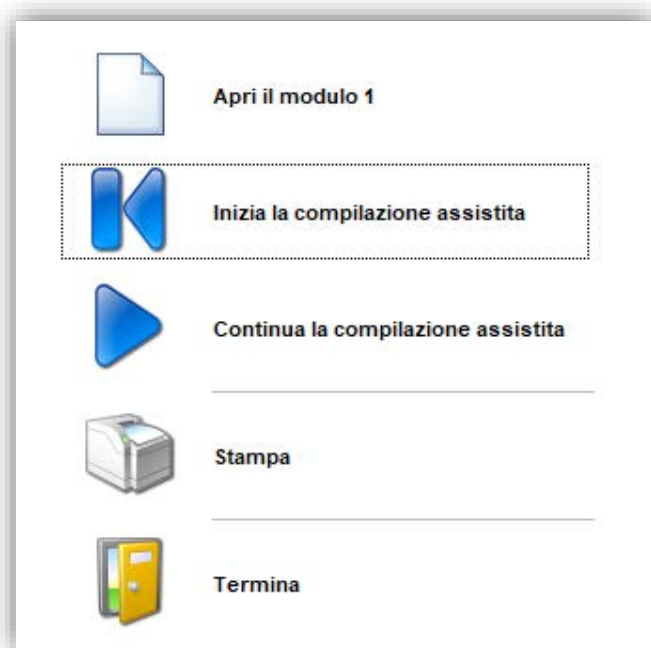 Apri il modulo 1
Inizia la compilazione assistita
Continua la compilazione assistita
Stampa
Termina